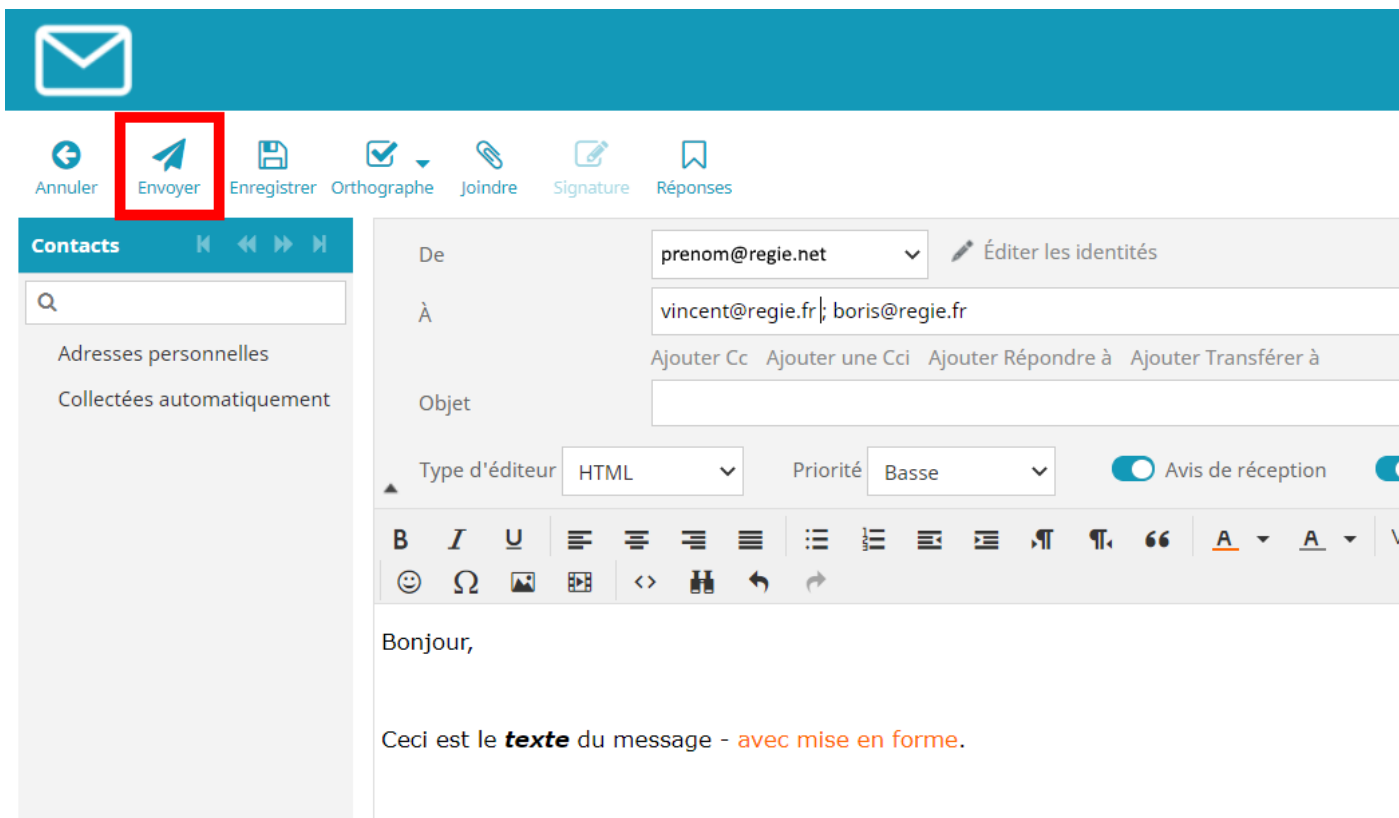 Annuler Envoyer Enregistrer Orthographe Joindre Signature Réponses
Contacts
Adresses personnelles
Collectées automatiquement
De prenom@regie.net Éditer les identités
À vincent@regie.fr ; boris@regie.fr
Ajouter Cc Ajouter une Cci Ajouter Répondre à Ajouter Transférer à
Objet
Type d'éditeur HTML Priorité Basse Avis de réception
B I U A A
Ω
Bonjour,
Ceci est le texte du message - avec mise en forme.